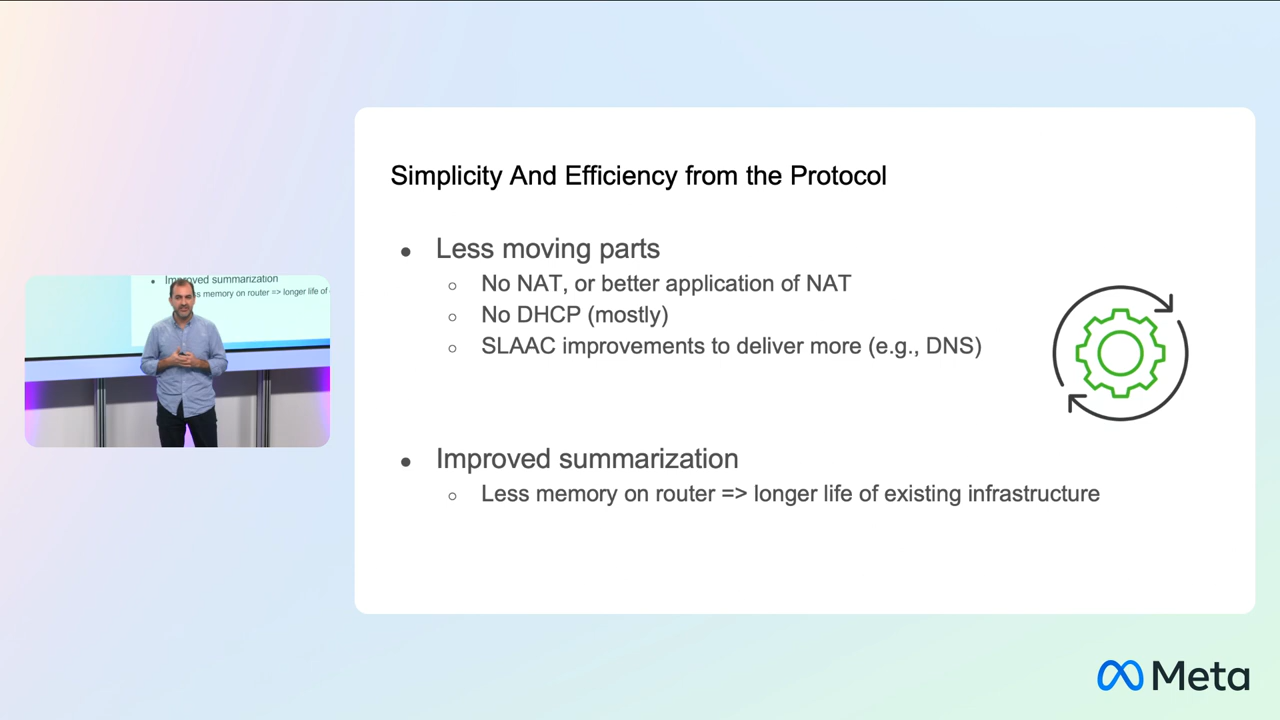 Simplicity And Efficiency from the Protocol
● Less moving parts
○ No NAT, or better application of NAT
○ No DHCP (mostly)
○ SLAAC improvements to deliver more (e.g., DNS)
● Improved summarization
○ Less memory on router => longer life of existing infrastructure
• Improved summarization
memory on router => longer life of
Meta